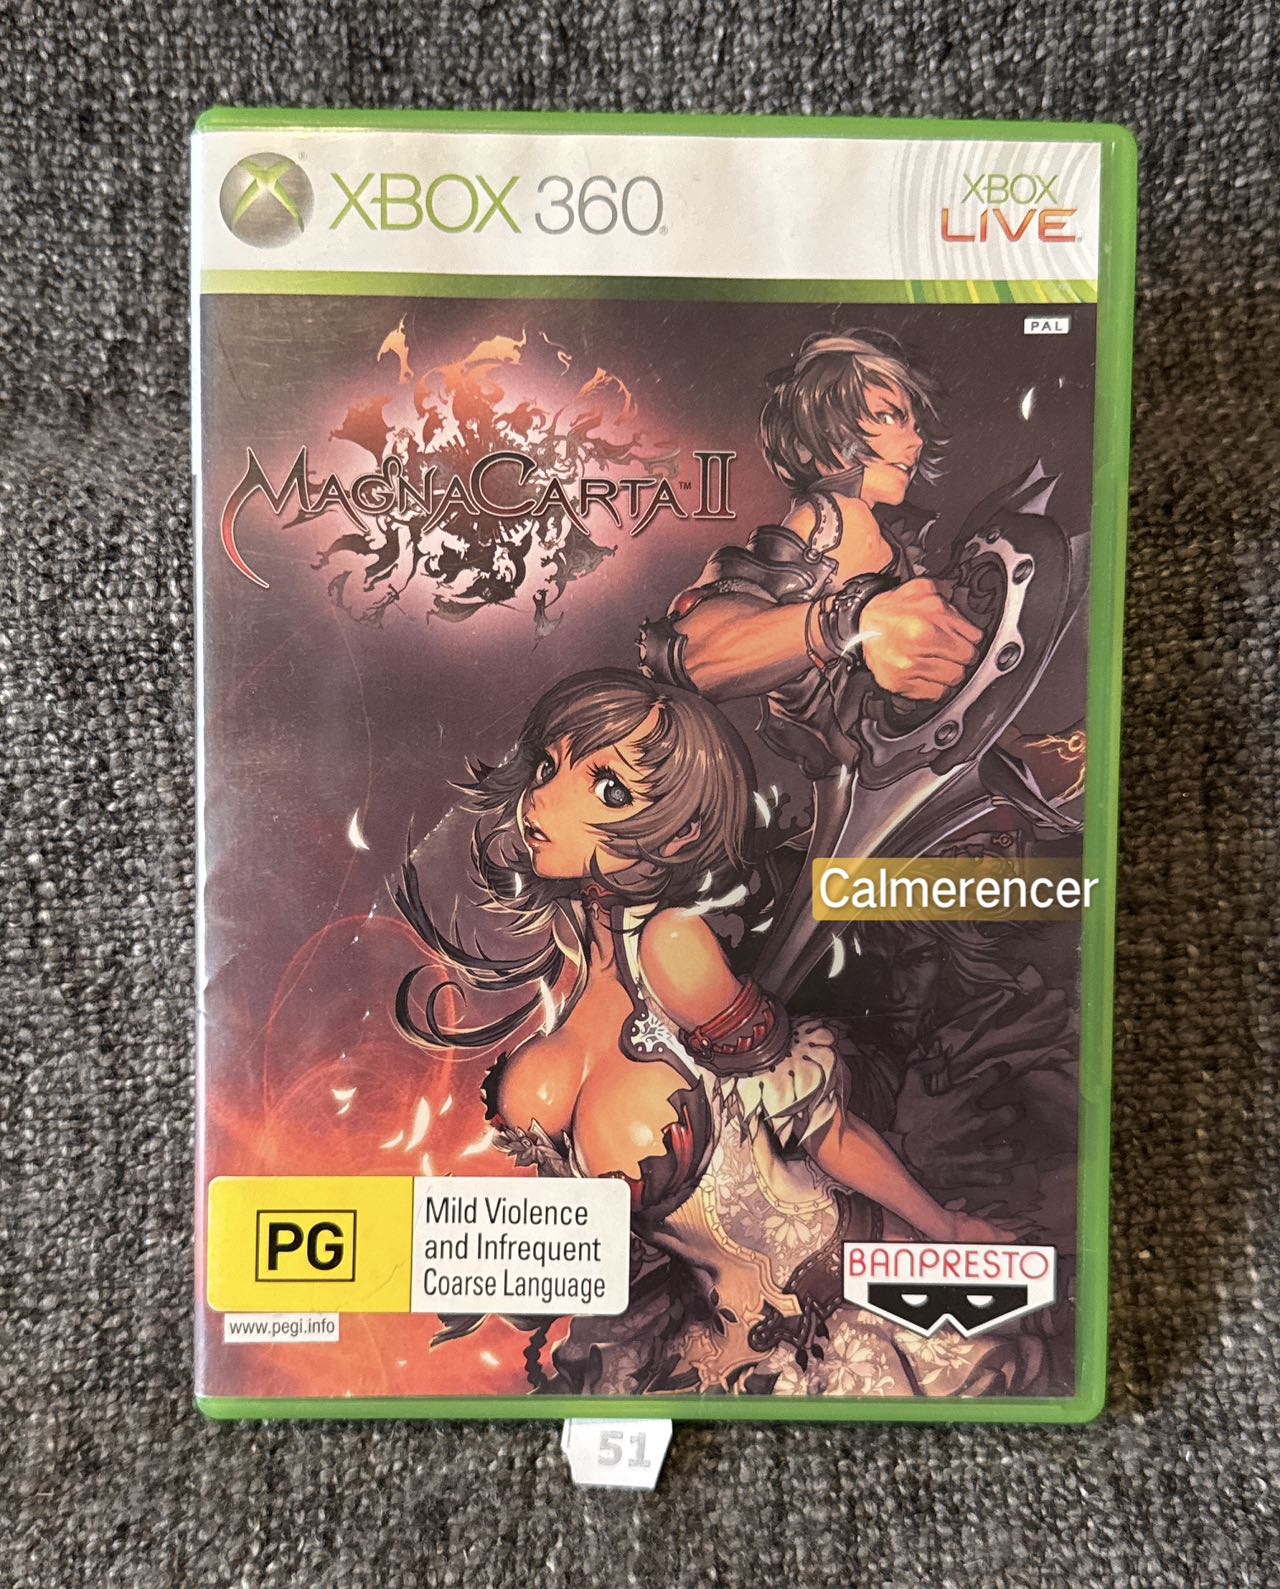 XBOX 360
XBOX
LIVE
PAL
MAGNACARTA™ II
Calmerencer
PG
Mild Violence
and Infrequent
Coarse Language
BANPRESTO
www.pegi.info
51